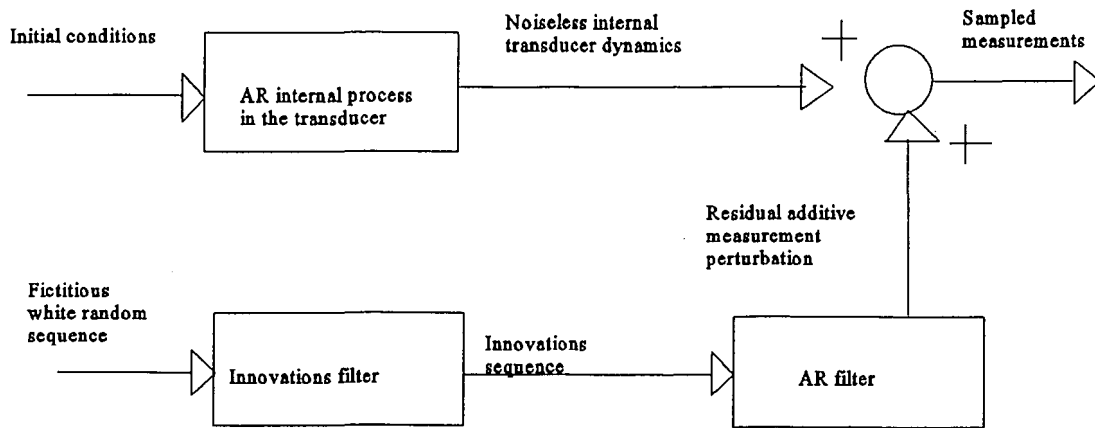 Initial conditions
AR internal process
in the transducer
Noiseless internal
transducer dynamics
+
Sampled
measurements
+
Residual additive
measurement
perturbation
Fictitious
white random
sequence
Innovations filter
Innovations
sequence
AR filter